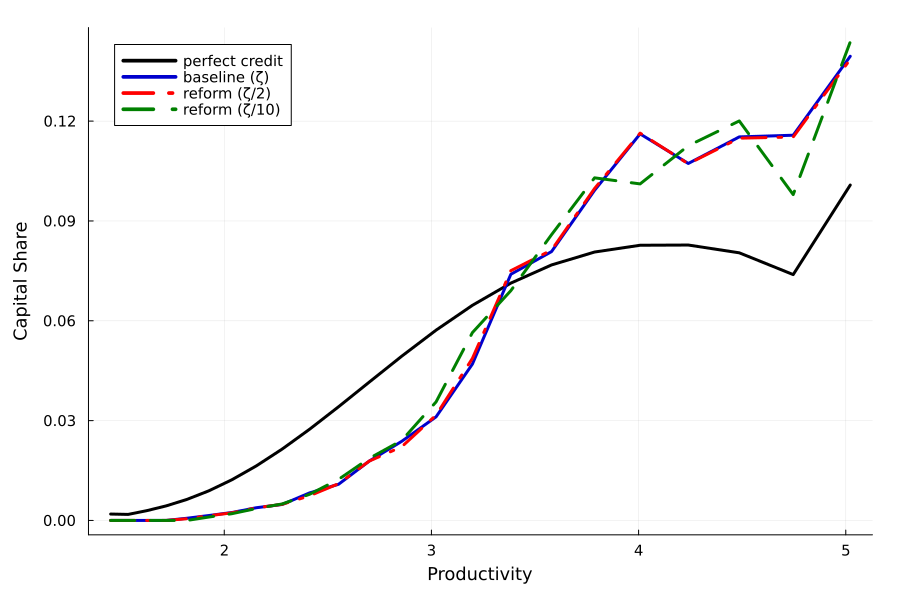 perfect credit
baseline (ζ)
reform (ζ/2)
reform (ζ/10)
0.12
0.09
0.06
0.03
0.00
Capital Share
2 3 4 5
Productivity